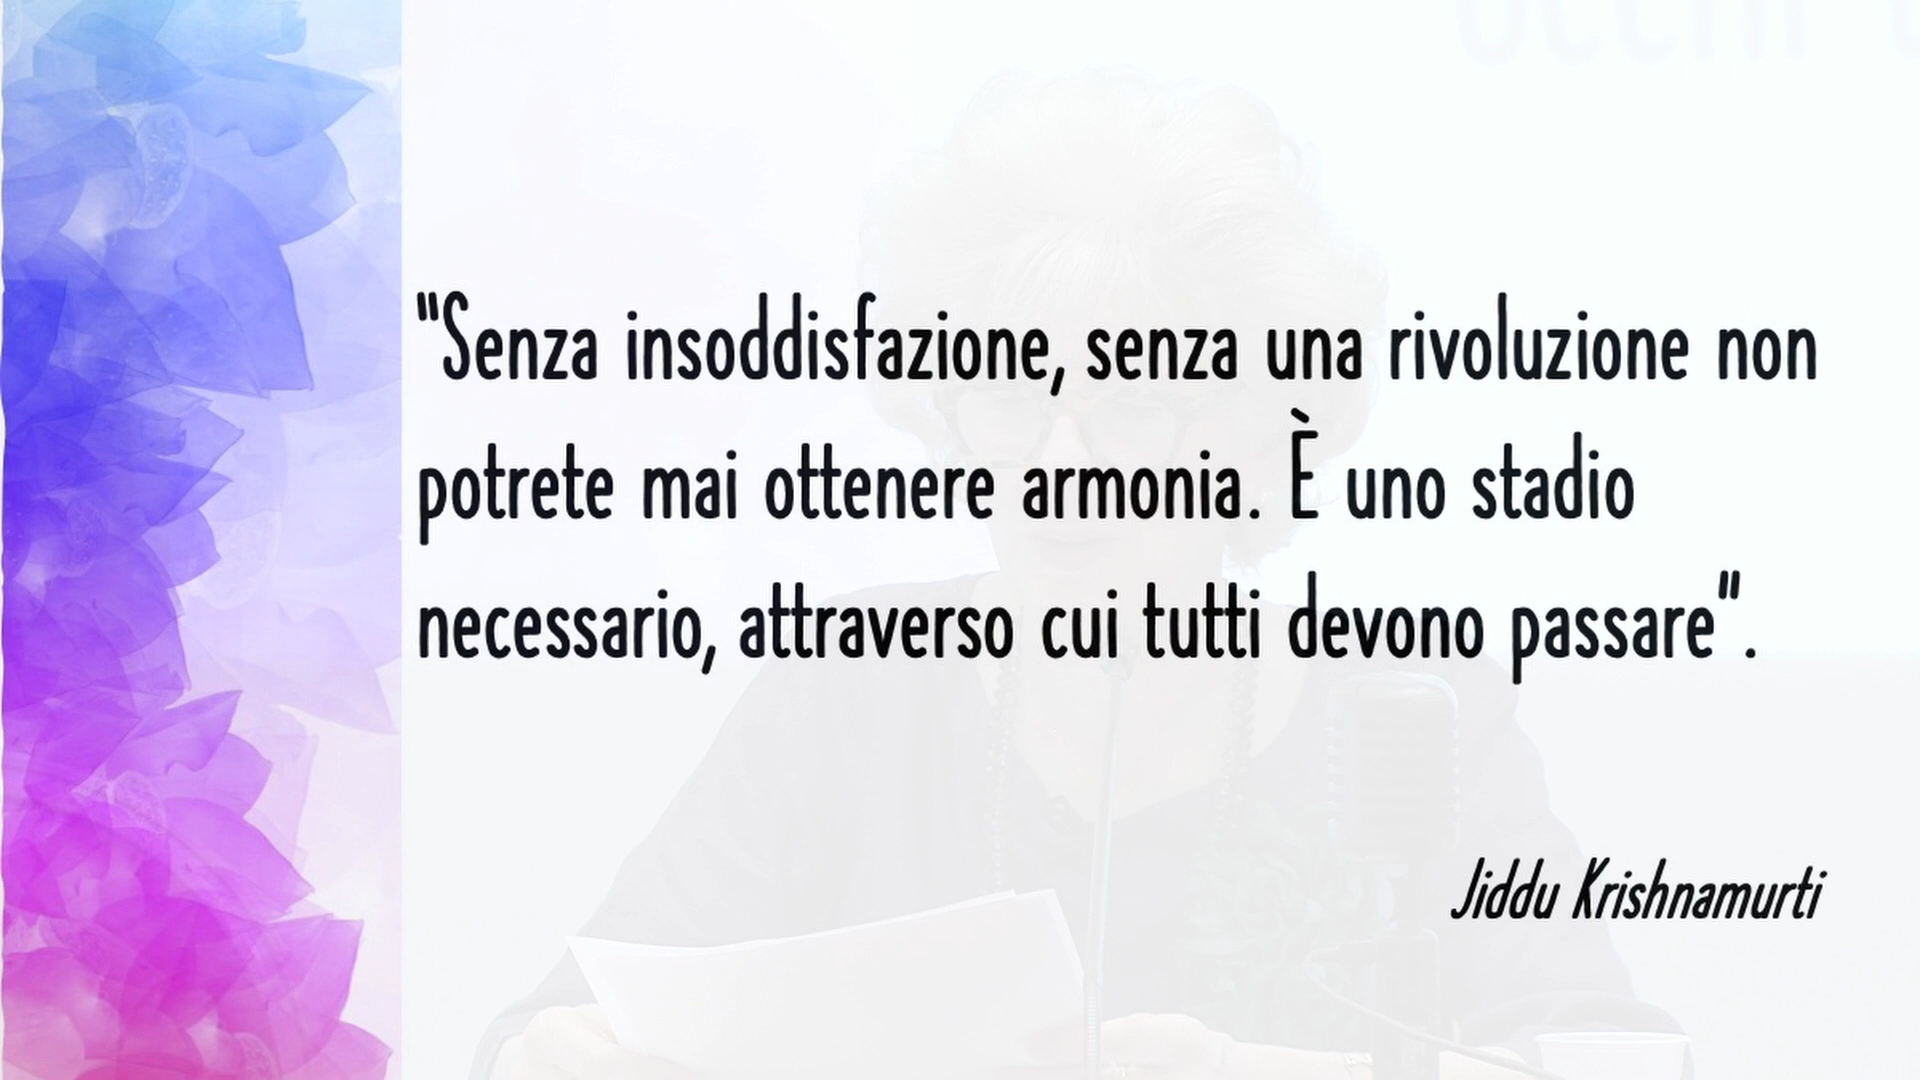 "Senza insoddisfazione, senza una rivoluzione non
potrete mai ottenere armonia. È uno stadio
necessario, attraverso cui tutti devono passare".
Jiddu Krishnamurti